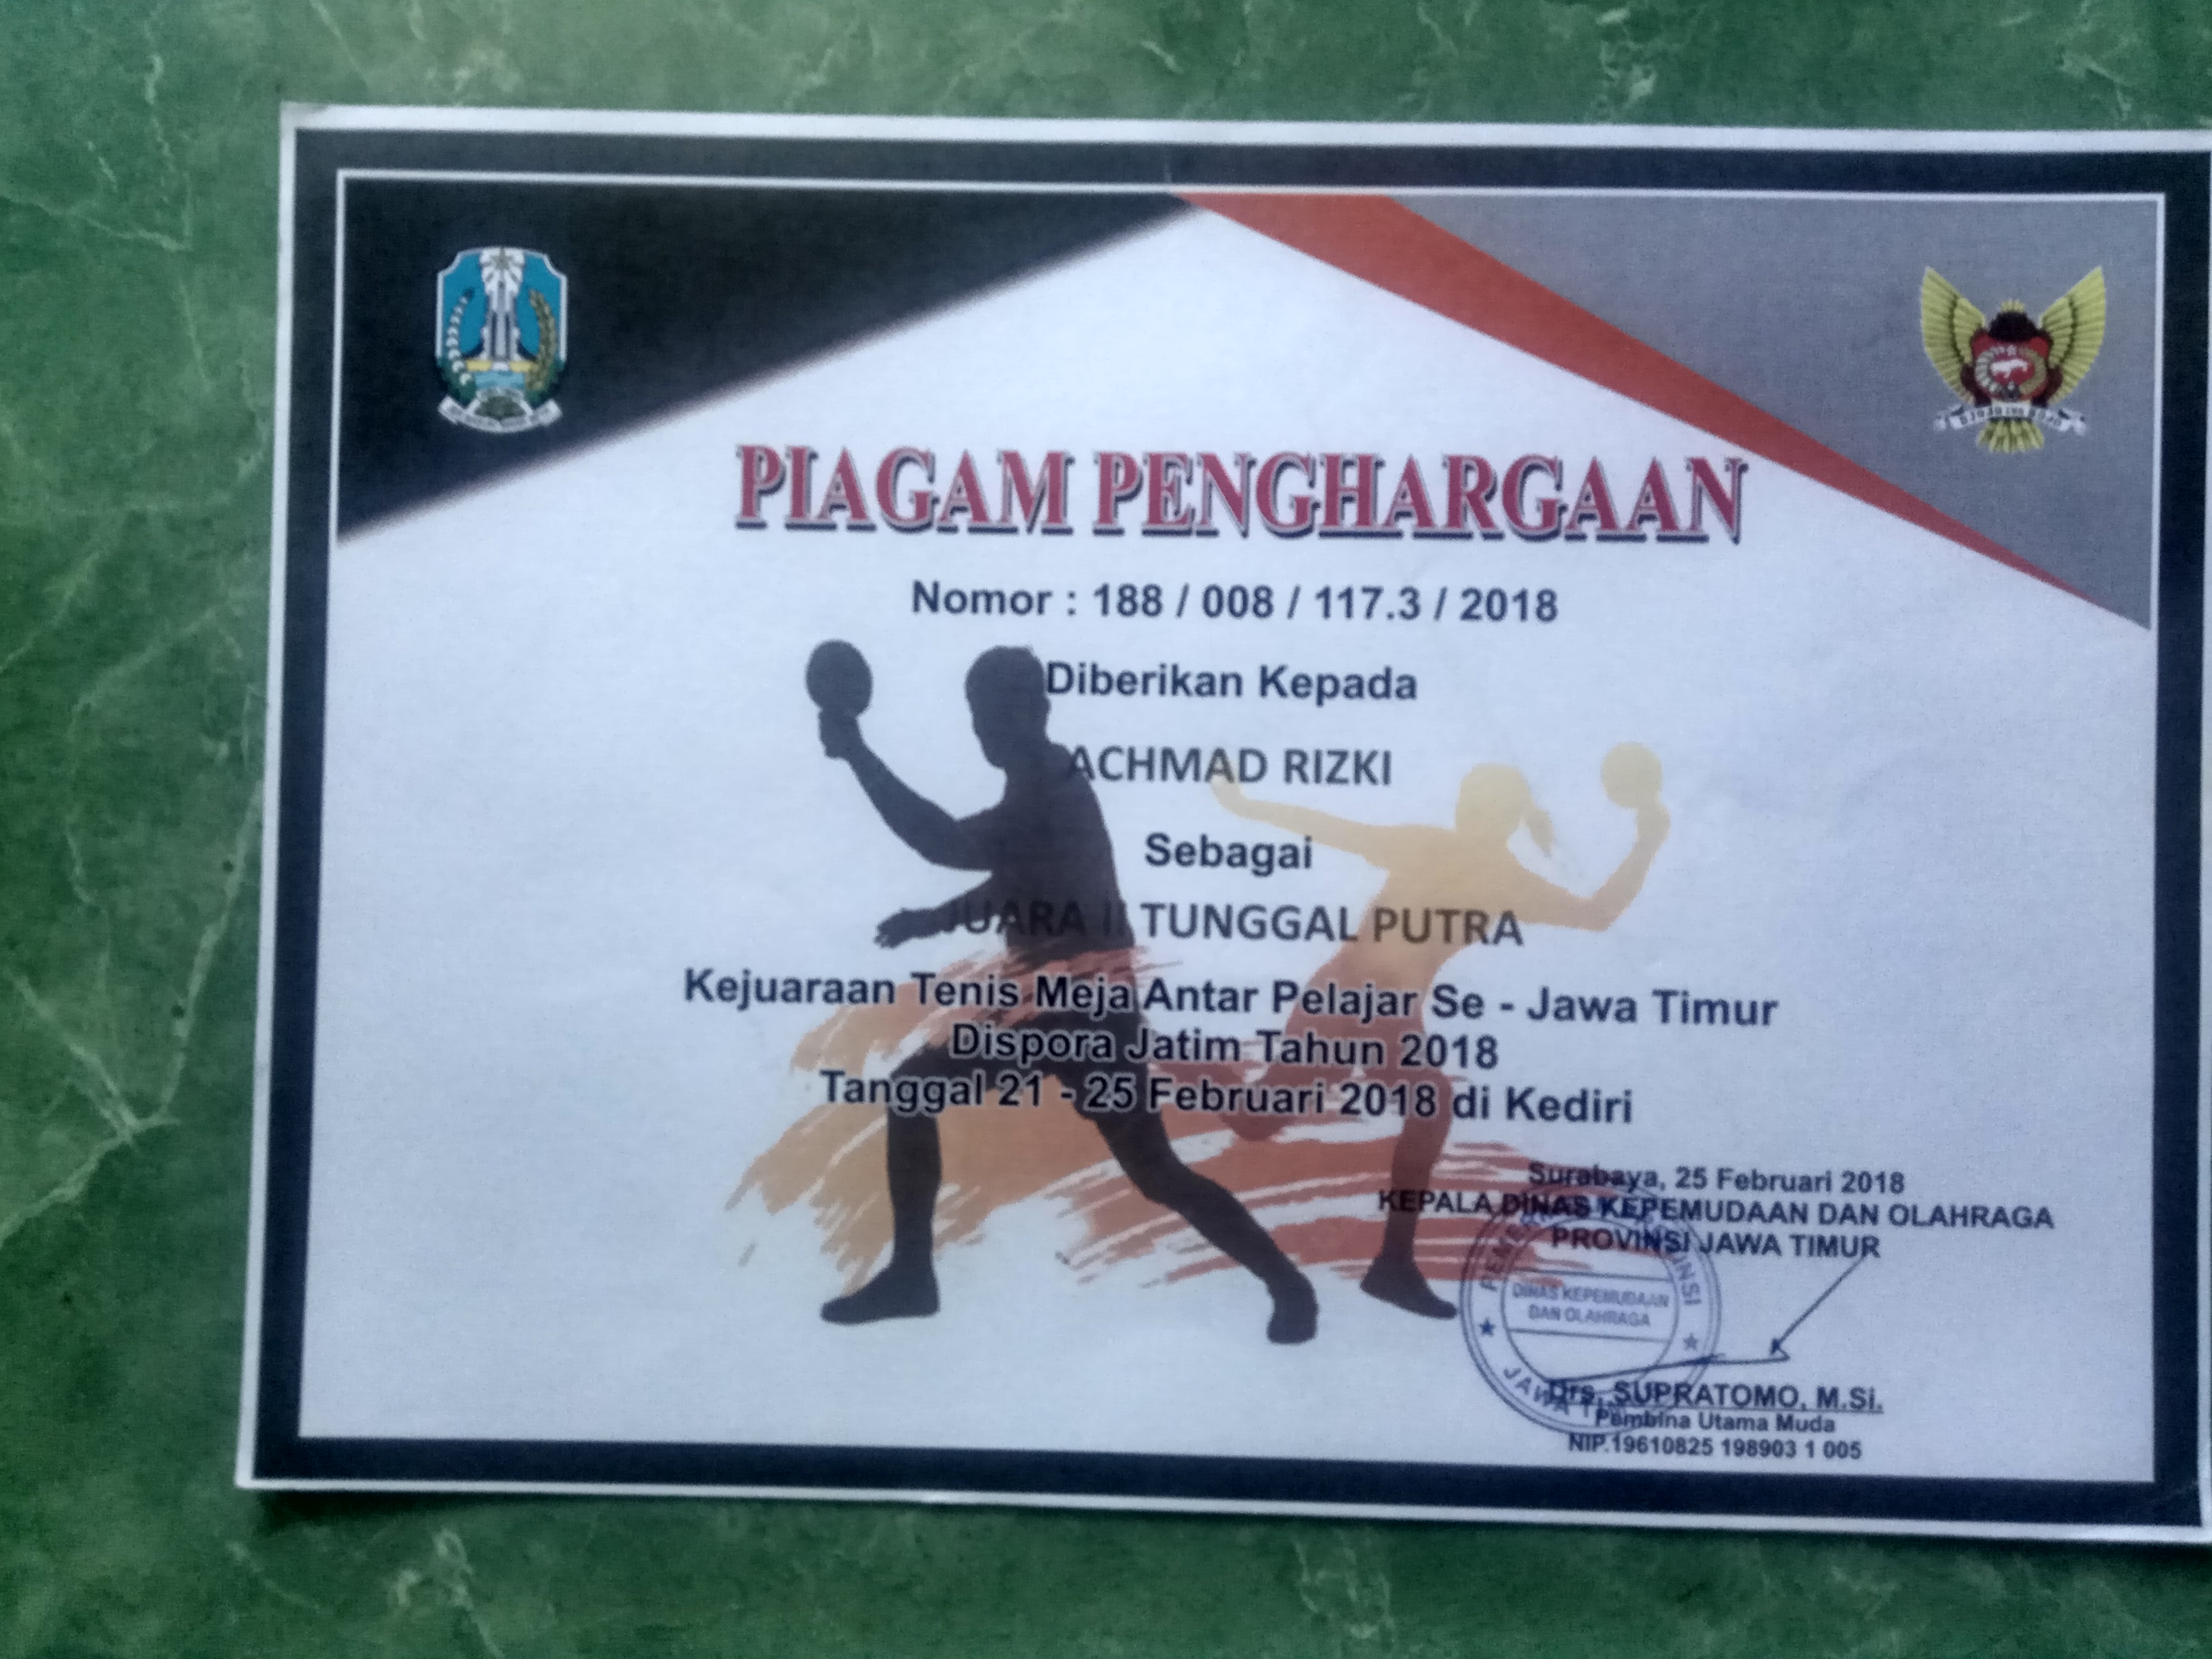 PIAGAM PENGHARGAAN
Nomor : 188 / 008 / 117.3 / 2018
Diberikan Kepada
ACHMAD RIZKI
Sebagai
JUARA II TUNGGAL PUTRA
Kejuaraan Tenis Meja Antar Pelajar Se - Jawa Timur
Dispora Jatim Tahun 2018
Tanggal 21 - 25 Februari 2018 di Kediri
Surabaya, 25 Februari 2018
KEPALA DINAS KEPEMUDAAN DAN OLAHRAGA
PROVINSI JAWA TIMUR
DINAS KEPEMUDAAN
DAN OLAHRAGA
JAWA
Drs. SUPRATOMO, M.Si.
Pembina Utama Muda
NIP.19610825 198903 1 005